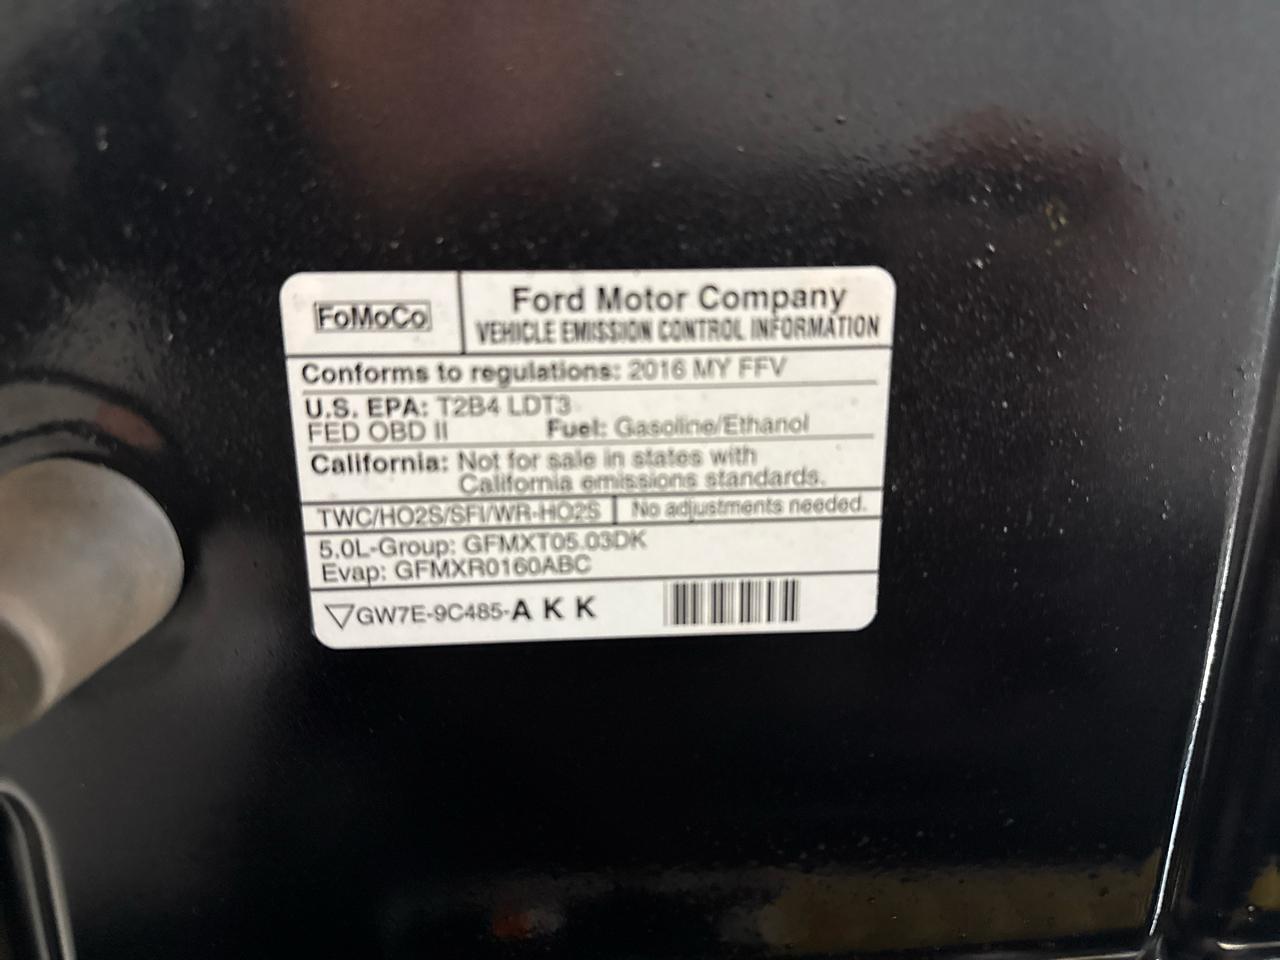 FoMoCo
Ford Motor Company
VEHICLE EMISSION CONTROL INFORMATION
Conforms to regulations: 2016 MY FFV
U.S. EPA: T2B4 LDT3
FED OBD II Fuel: Gasoline/Ethanol
California: Not for sale in states with
California emissions standards.
TWC/HO2S/SFI/WR-HO2S No adjustments needed.
5.0L-Group: GFMXT05.03DK
Evap: GFMXR0160ABC
GW7E-9C485-A K K